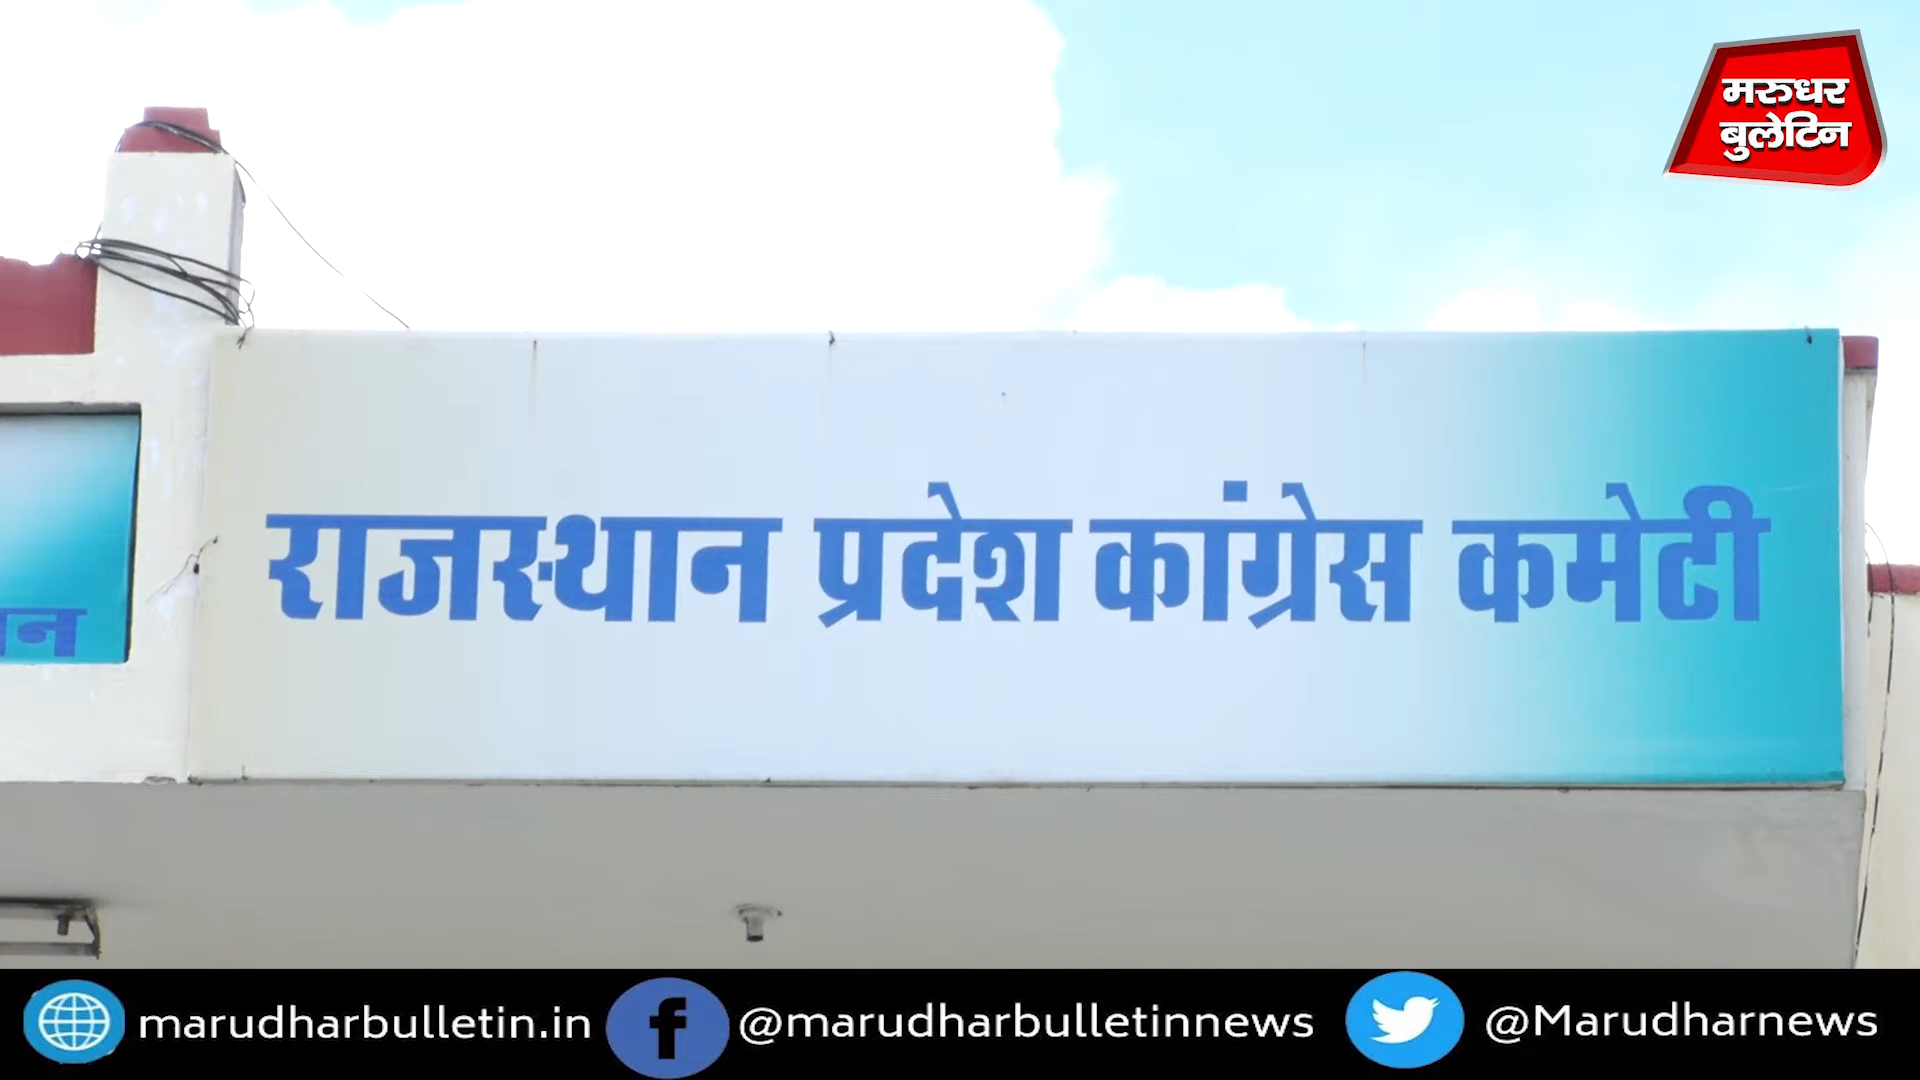 मरुधर
बुलेटिन
राजस्थान प्रदेश कांग्रेस कमेटी
marudharbulletin.in @marudharbulletinnews @Marudharnews